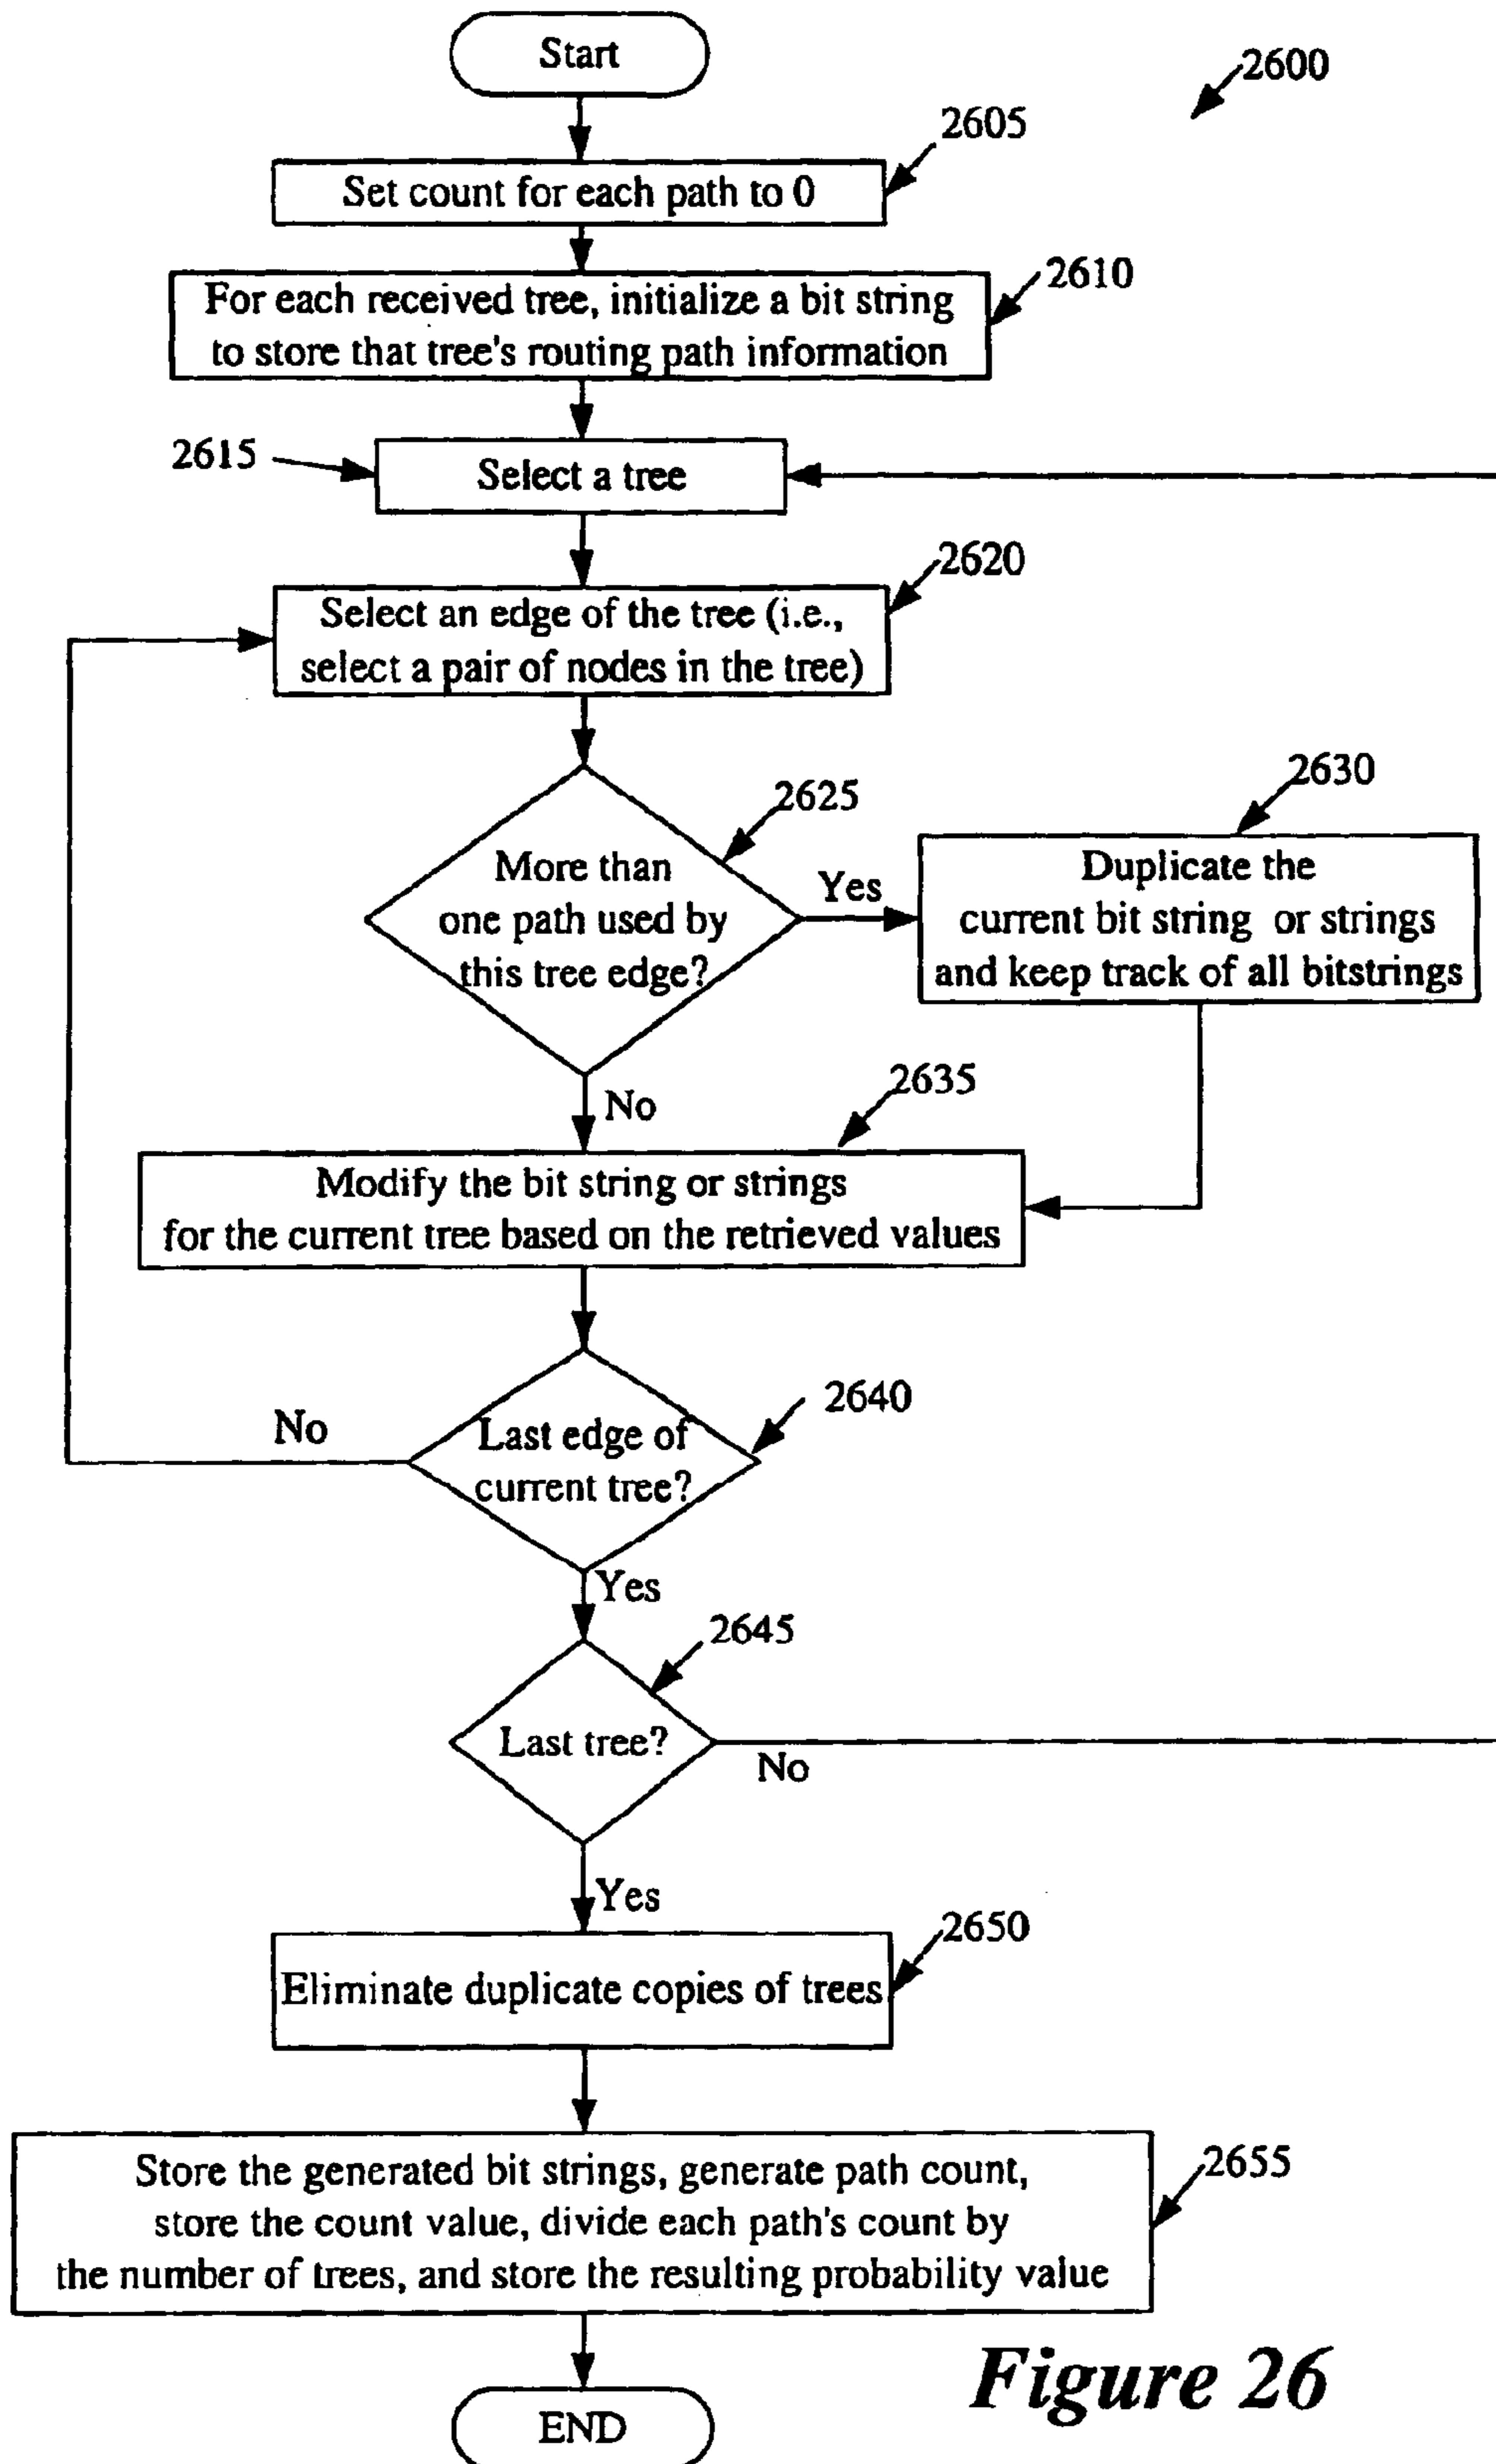 Start
2600
2605
Set count for each path to 0
2610
For each received tree, initialize a bit string
to store that tree's routing path information
2615
Select a tree
2620
Select an edge of the tree (i.e.,
select a pair of nodes in the tree)
2625
2630
More than
one path used by
this tree edge?
Yes
Duplicate the
current bit string or strings
and keep track of all bitstrings
No
2635
Modify the bit string or strings
for the current tree based on the retrieved values
2640
No
Last edge of
current tree?
Yes
2645
Last tree?
No
Yes
2650
Eliminate duplicate copies of trees
2655
Store the generated bit strings, generate path count,
store the count value, divide each path's count by
the number of trees, and store the resulting probability value
END
Figure 26